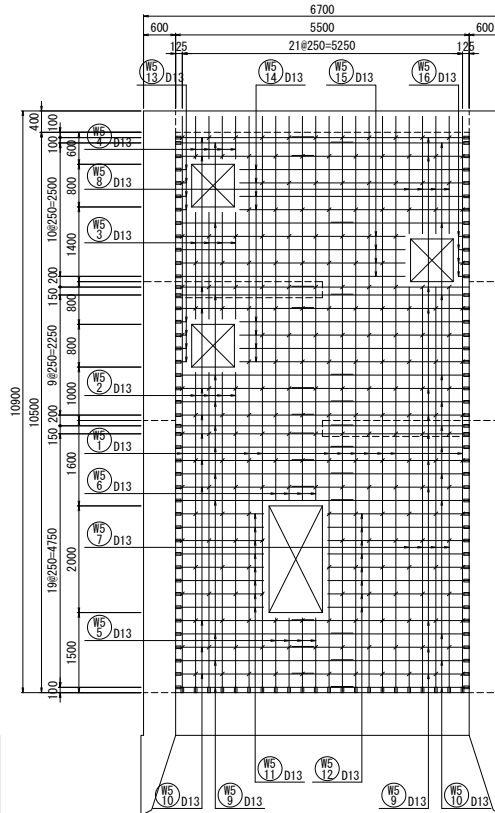 6700
600 5500 600
125 21@250=5250 125
W5 13 D13
W5 14 D13
W5 15 D13
W5 16 D13
400
100
100
W5 4 D13
600
W5 8 D13
800
10@250=2500
W5 3 D13
1400
200
150
800
800
9@250=2250
W5 2 D13
1000
10900
10500
200
150
W5 1 D13
1600
W5 6 D13
W5 7 D13
2000
19@250=4750
W5 5 D13
1500
100
W5 11 D13
W5 12 D13
W5 10 D13
W5 9 D13
W5 9 D13
W5 10 D13